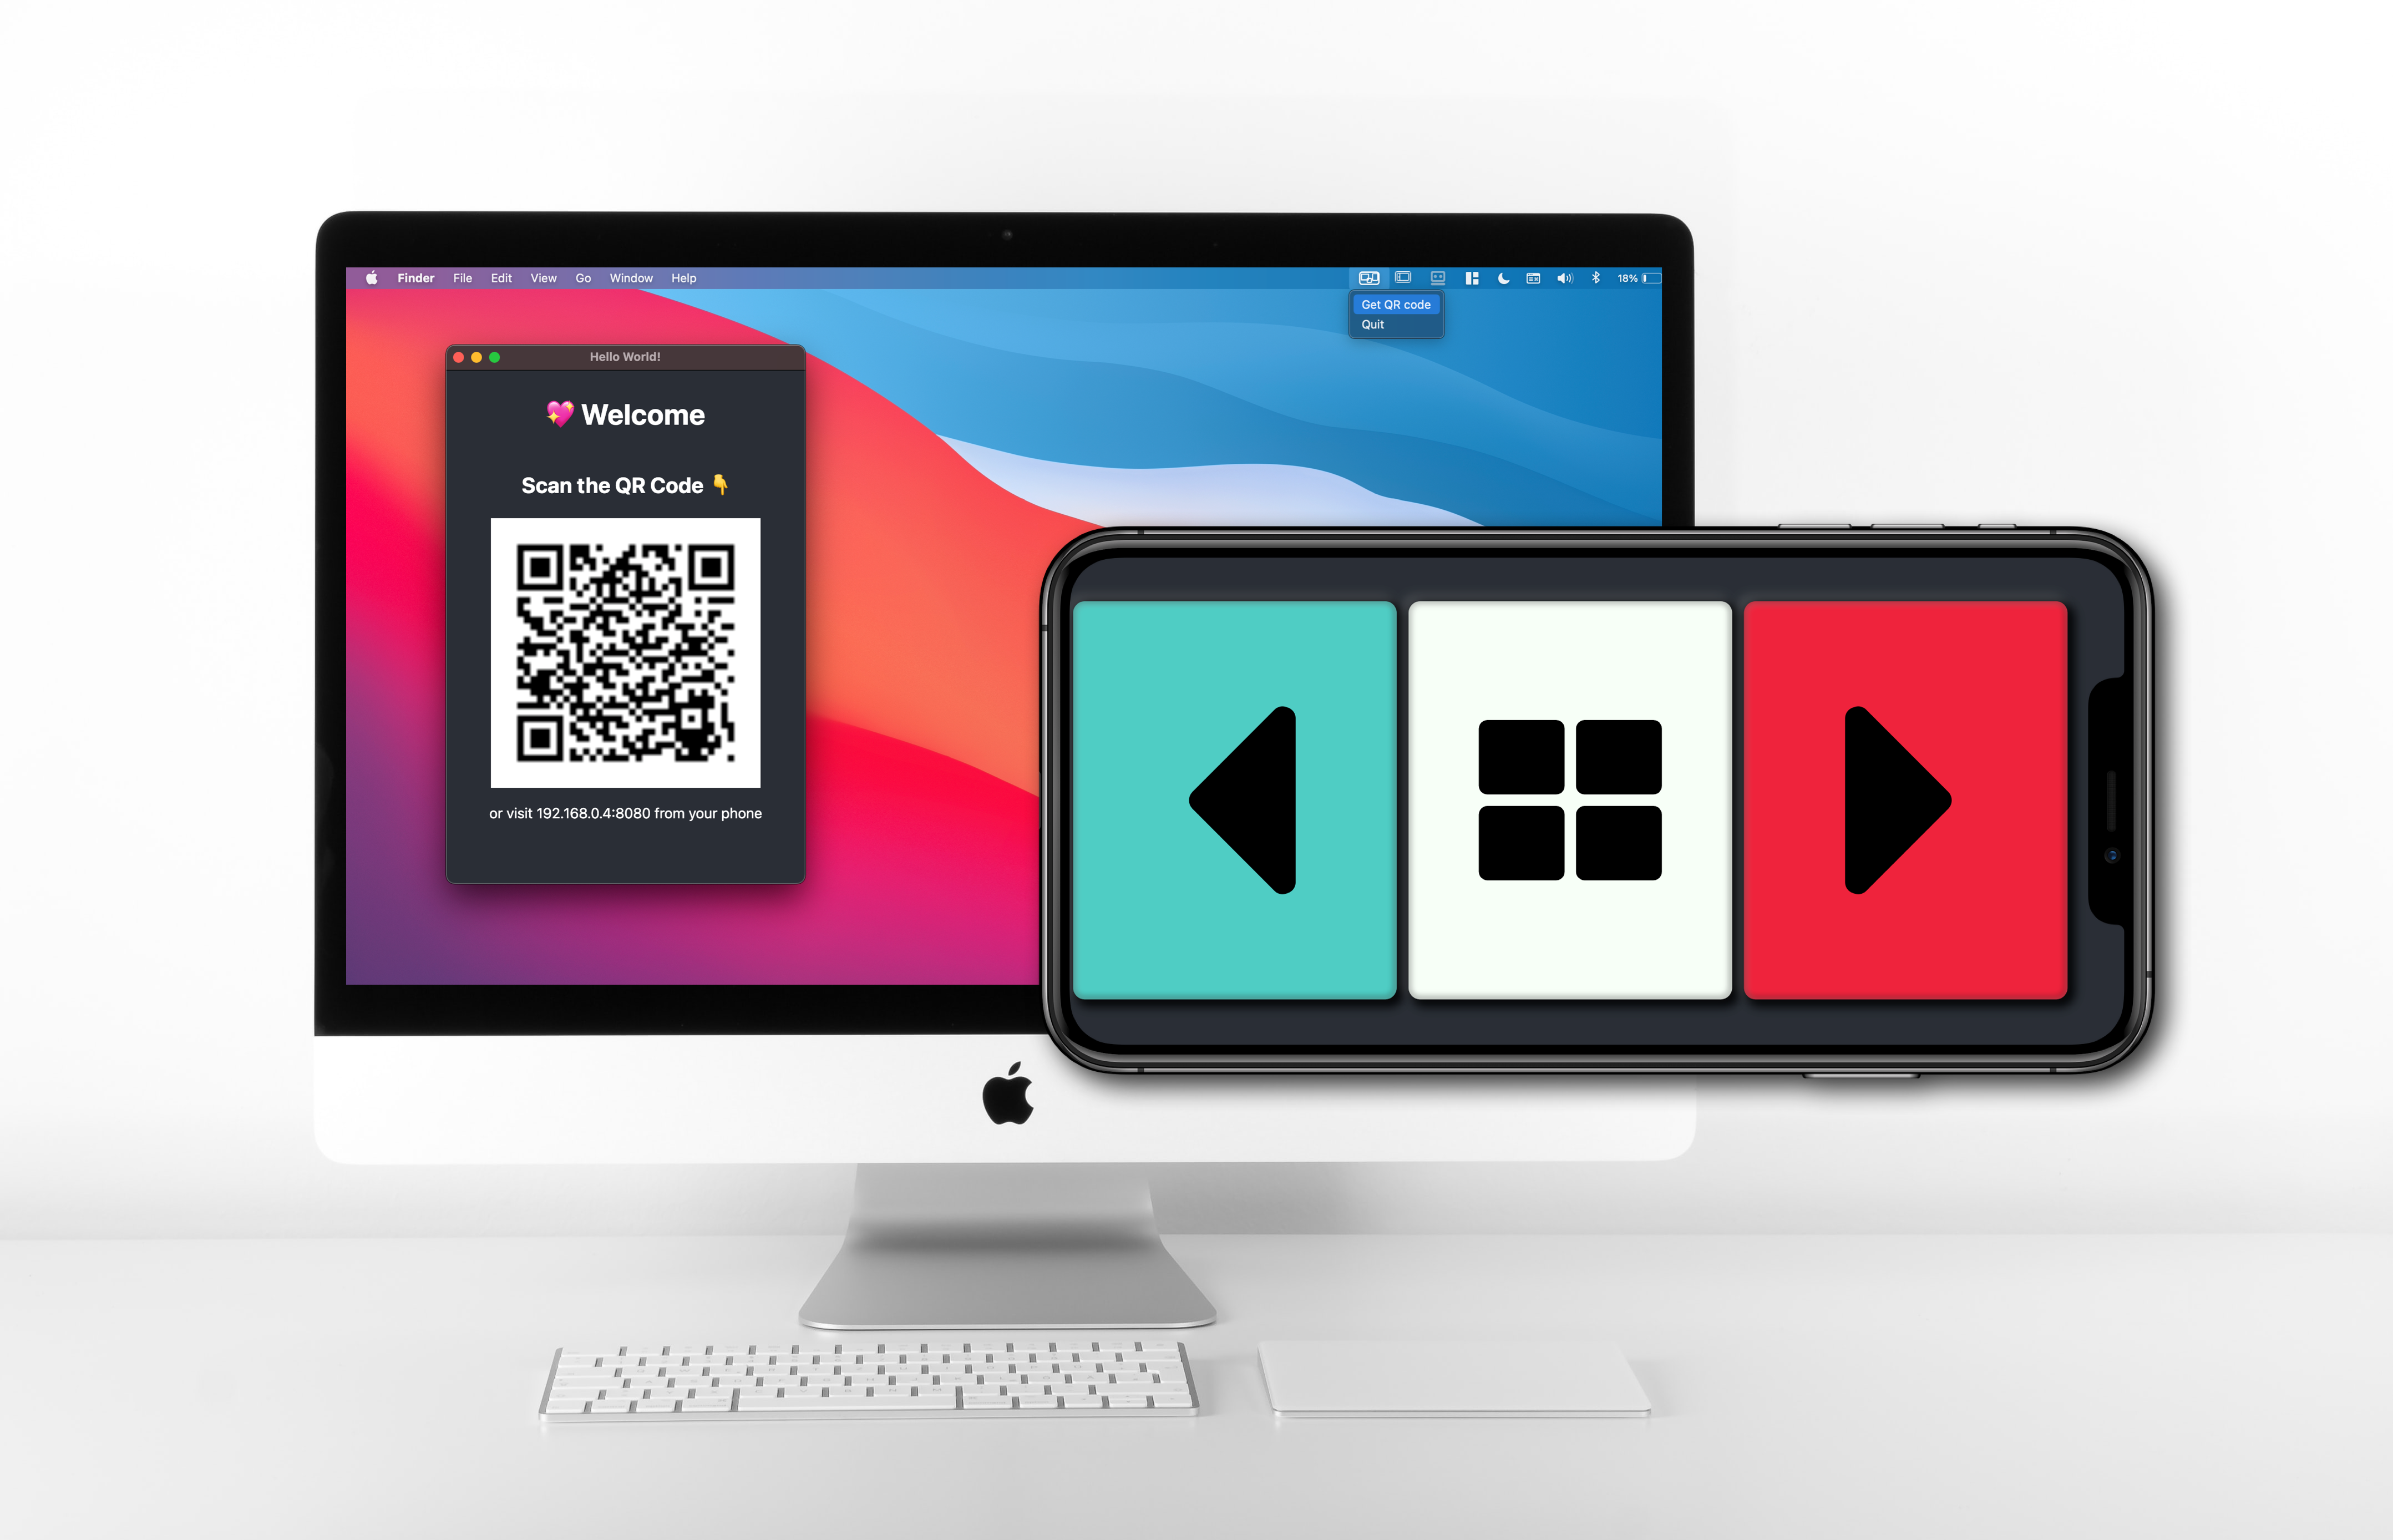 Finder File Edit View Go Window Help 18%
Get QR code
Quit
Hello World!
💖 Welcome
Scan the QR Code 👇
or visit 192.168.0.4:8080 from your phone